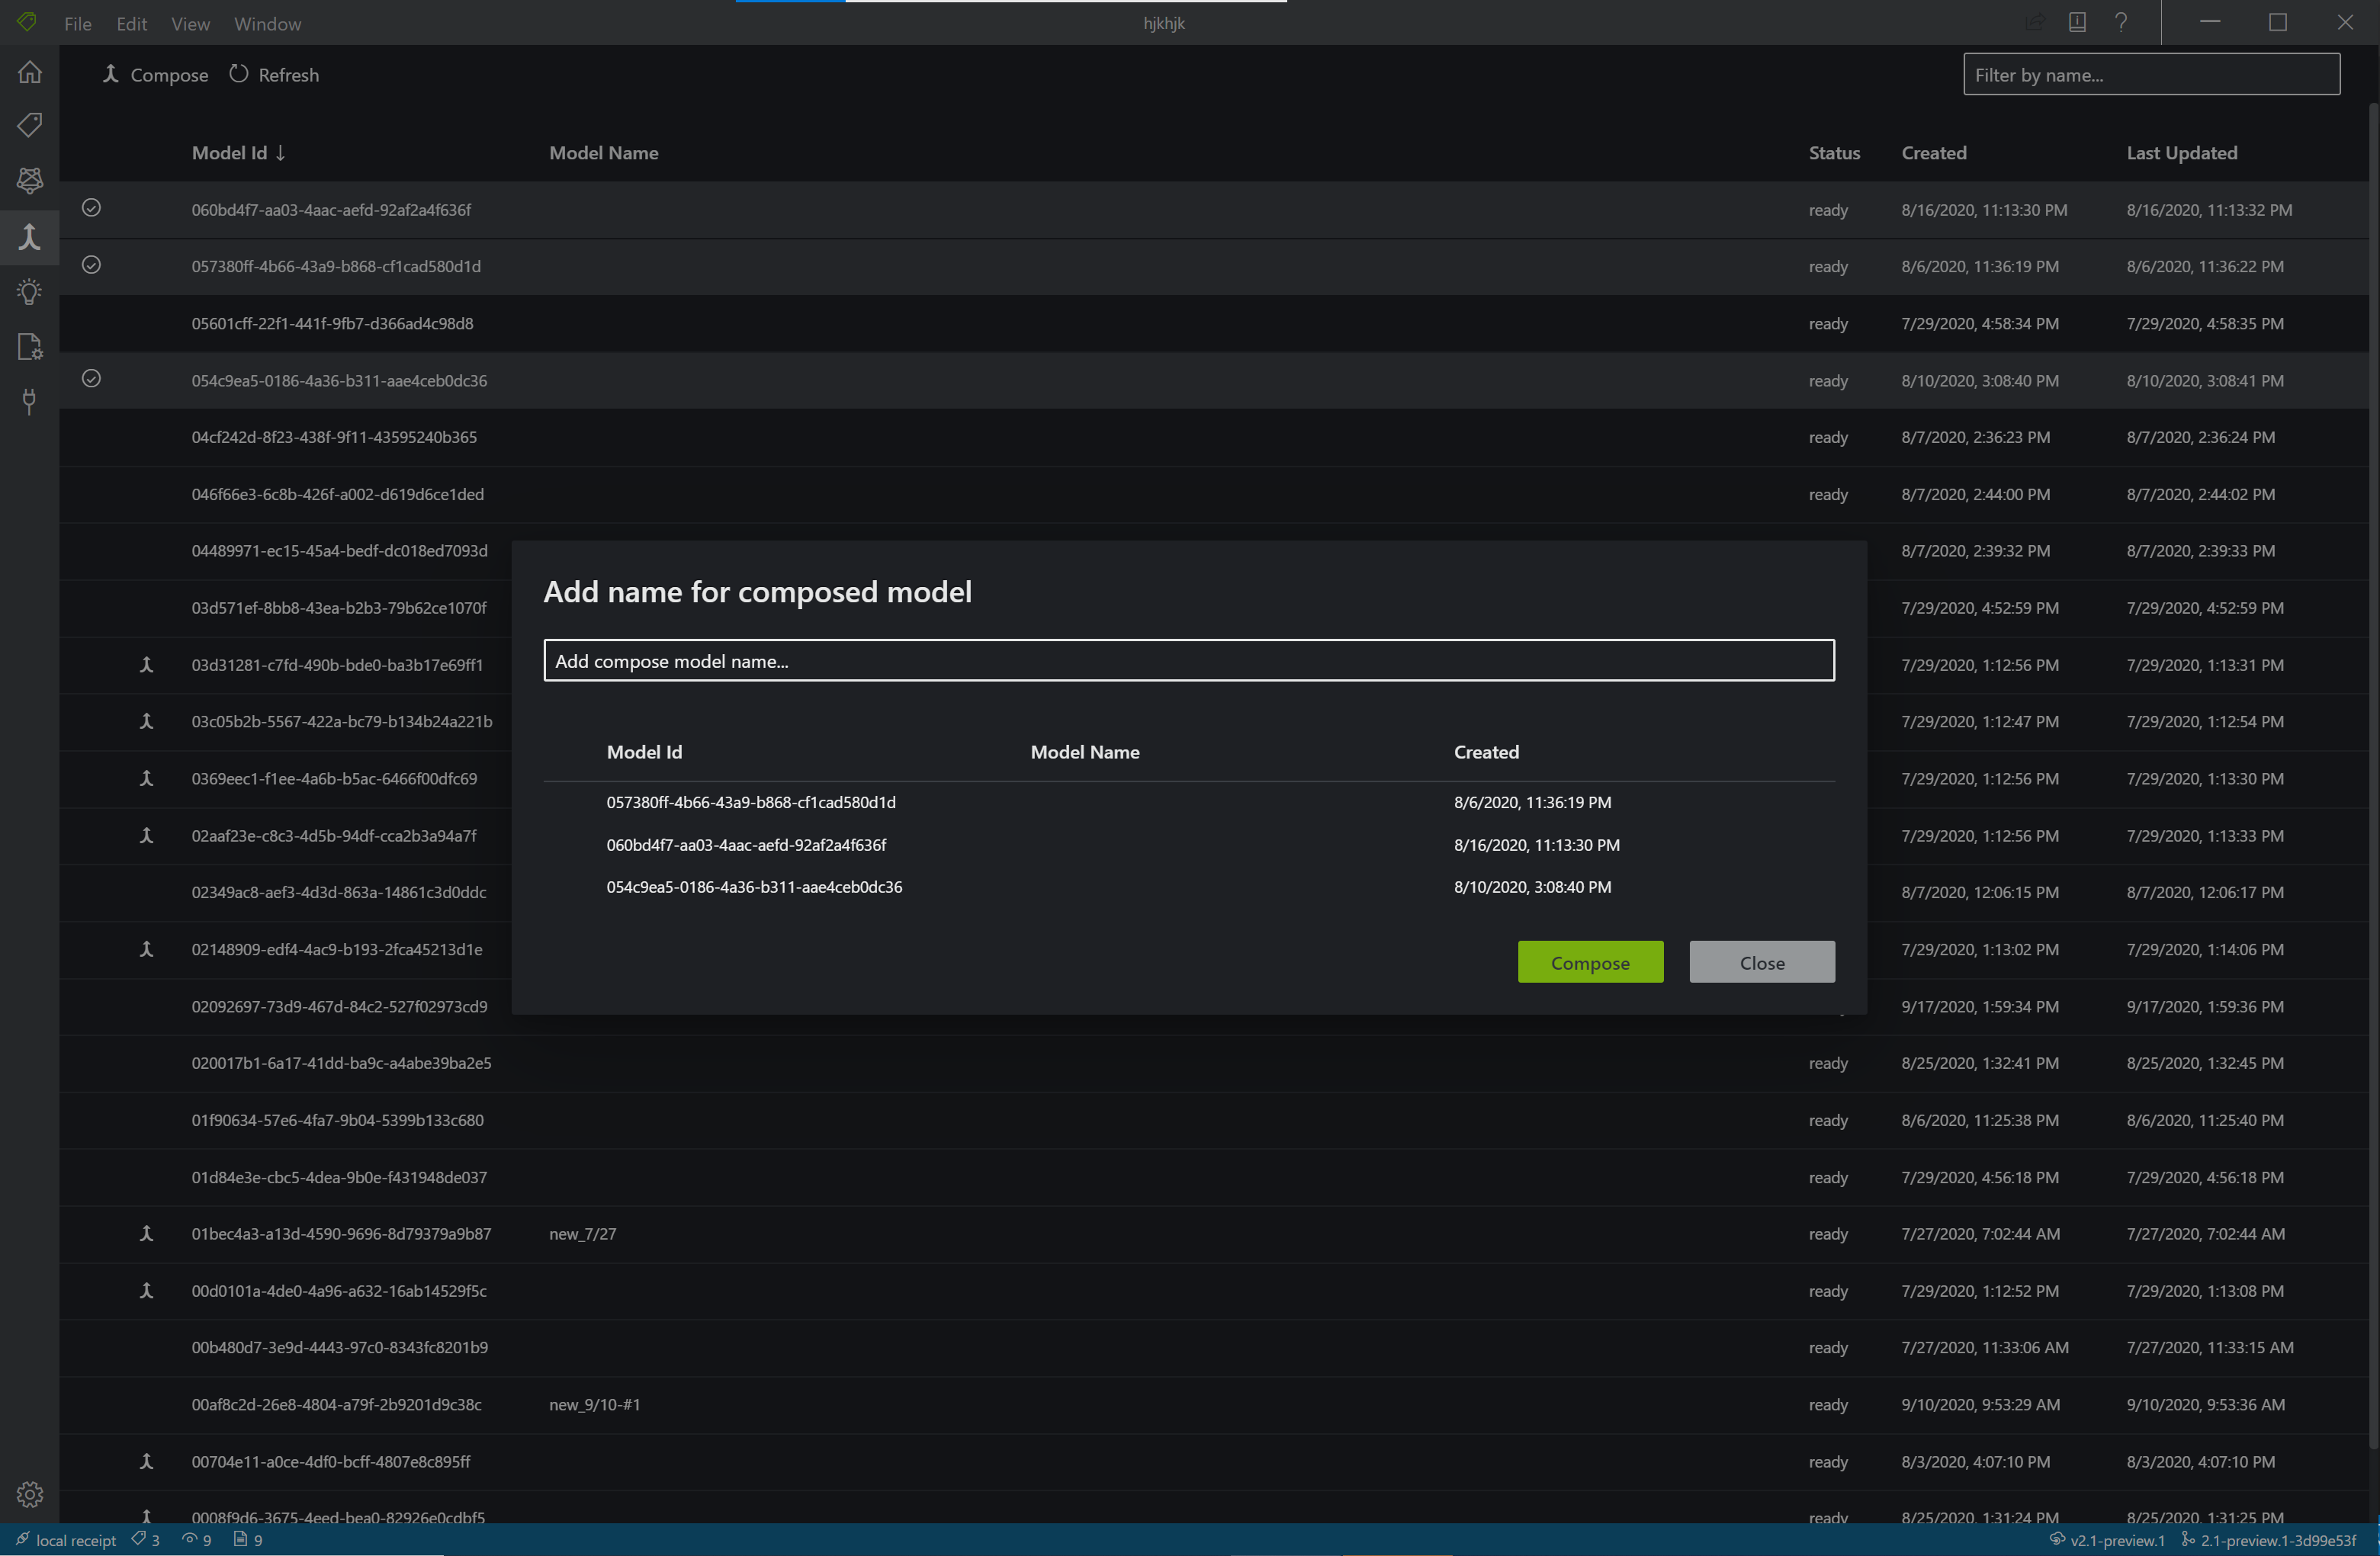 File Edit View Window hjkhjk
Compose Refresh Filter by name...
Model Id ↓ Model Name Status Created Last Updated
060bd4f7-aa03-4aac-aefd-92af2a4f636f ready 8/16/2020, 11:13:30 PM 8/16/2020, 11:13:32 PM
057380ff-4b66-43a9-b868-cf1cad580d1d ready 8/6/2020, 11:36:19 PM 8/6/2020, 11:36:22 PM
05601cff-22f1-441f-9fb7-d366ad4c98d8 ready 7/29/2020, 4:58:34 PM 7/29/2020, 4:58:35 PM
054c9ea5-0186-4a36-b311-aae4ceb0dc36 ready 8/10/2020, 3:08:40 PM 8/10/2020, 3:08:41 PM
04cf242d-8f23-438f-9f11-43595240b365 ready 8/7/2020, 2:36:23 PM 8/7/2020, 2:36:24 PM
046f66e3-6c8b-426f-a002-d619d6ce1ded ready 8/7/2020, 2:44:00 PM 8/7/2020, 2:44:02 PM
04489971-ec15-45a4-bedf-dc018ed7093d 8/7/2020, 2:39:32 PM 8/7/2020, 2:39:33 PM
03d571ef-8bb8-43ea-b2b3-79b62ce1070f 7/29/2020, 4:52:59 PM 7/29/2020, 4:52:59 PM
03d31281-c7fd-490b-bde0-ba3b17e69ff1 7/29/2020, 1:12:56 PM 7/29/2020, 1:13:31 PM
03c05b2b-5567-422a-bc79-b134b24a221b 7/29/2020, 1:12:47 PM 7/29/2020, 1:12:54 PM
0369eec1-f1ee-4a6b-b5ac-6466f00dfc69 7/29/2020, 1:12:56 PM 7/29/2020, 1:13:30 PM
02aaf23e-c8c3-4d5b-94df-cca2b3a94a7f 7/29/2020, 1:12:56 PM 7/29/2020, 1:13:33 PM
02349ac8-aef3-4d3d-863a-14861c3d0ddc 8/7/2020, 12:06:15 PM 8/7/2020, 12:06:17 PM
02148909-edf4-4ac9-b193-2fca45213d1e 7/29/2020, 1:13:02 PM 7/29/2020, 1:14:06 PM
02092697-73d9-467d-84c2-527f02973cd9 9/17/2020, 1:59:34 PM 9/17/2020, 1:59:36 PM
020017b1-6a17-41dd-ba9c-a4abe39ba2e5 ready 8/25/2020, 1:32:41 PM 8/25/2020, 1:32:45 PM
01f90634-57e6-4fa7-9b04-5399b133c680 ready 8/6/2020, 11:25:38 PM 8/6/2020, 11:25:40 PM
01d84e3e-cbc5-4dea-9b0e-f431948de037 ready 7/29/2020, 4:56:18 PM 7/29/2020, 4:56:18 PM
01bec4a3-a13d-4590-9696-8d79379a9b87 new_7/27 ready 7/27/2020, 7:02:44 AM 7/27/2020, 7:02:44 AM
00d0101a-4de0-4a96-a632-16ab14529f5c ready 7/29/2020, 1:12:52 PM 7/29/2020, 1:13:08 PM
00b480d7-3e9d-4443-97c0-8343fc8201b9 ready 7/27/2020, 11:33:06 AM 7/27/2020, 11:33:15 AM
00af8c2d-26e8-4804-a79f-2b9201d9c38c new_9/10-#1 ready 9/10/2020, 9:53:29 AM 9/10/2020, 9:53:36 AM
00704e11-a0ce-4df0-bcff-4807e8c895ff ready 8/3/2020, 4:07:10 PM 8/3/2020, 4:07:10 PM
0008f9d6-3675-4eed-bea0-82926e0cdbf5 ready 8/25/2020, 1:31:24 PM 8/25/2020, 1:31:25 PM
Add name for composed model
Add compose model name...
Model Id Model Name Created
057380ff-4b66-43a9-b868-cf1cad580d1d 8/6/2020, 11:36:19 PM
060bd4f7-aa03-4aac-aefd-92af2a4f636f 8/16/2020, 11:13:30 PM
054c9ea5-0186-4a36-b311-aae4ceb0dc36 8/10/2020, 3:08:40 PM
Compose Close
local receipt 3 9 9 v2.1-preview.1 2.1-preview.1-3d99e53f